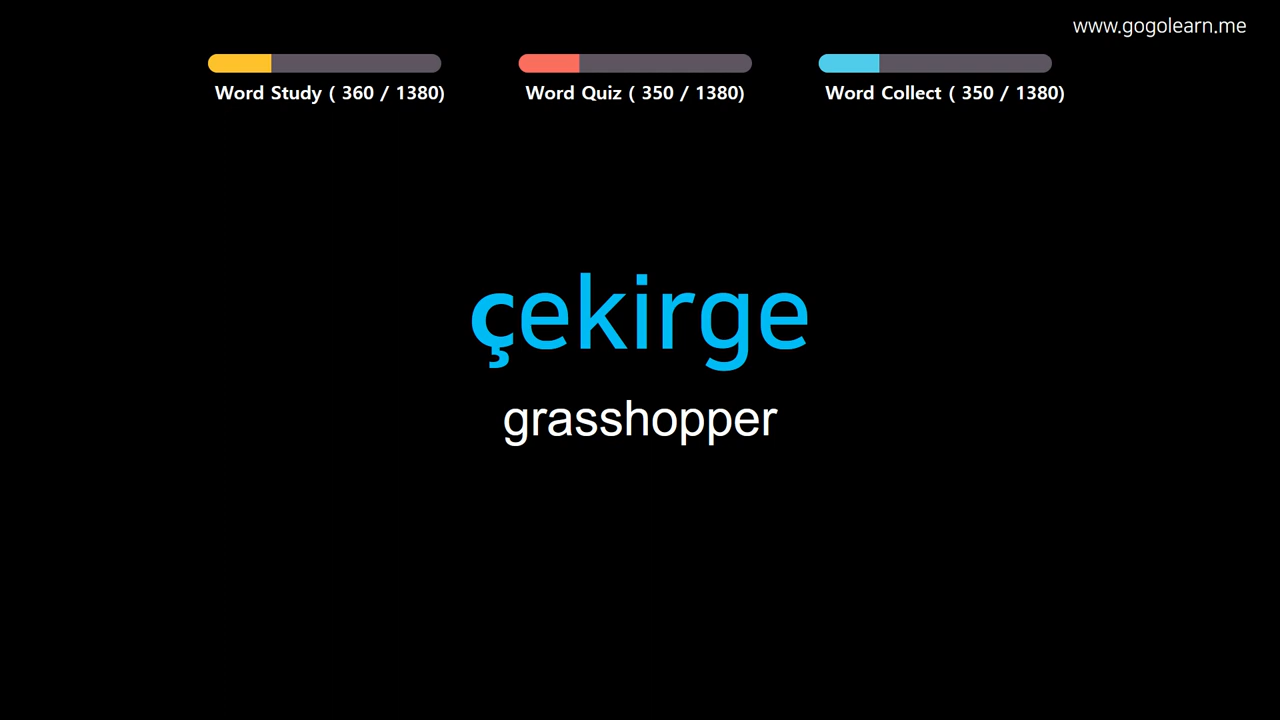 www.gogolearn.me
Word Study ( 360 / 1380)
Word Quiz ( 350 / 1380)
Word Collect ( 350 / 1380)
çekirge
grasshopper